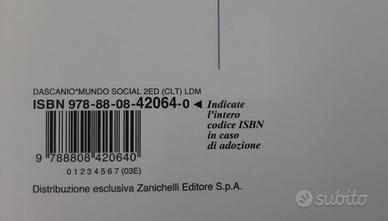 DASCANIO*MUNDO SOCIAL 2ED (CLT) LDM
ISBN 978-88-08-42064-0
Indicate
l'intero
codice ISBN
in caso
di adozione
9 788808 420640
0 1 2 3 4 5 6 7 (03E)
Distribuzione esclusiva Zanichelli Editore S.p.A.
subito